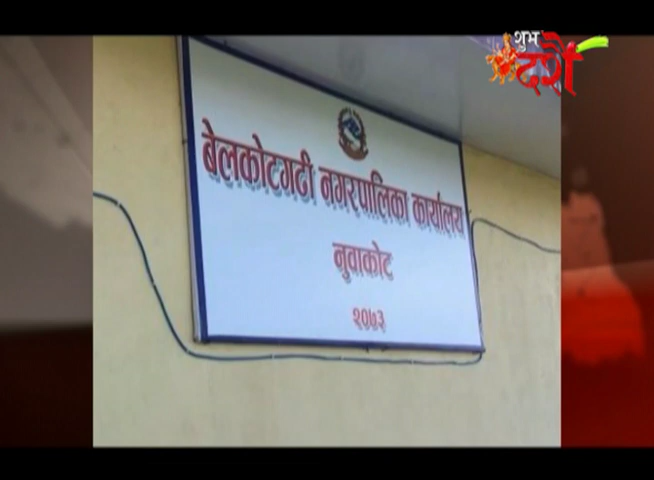 शुभ
दशैं
बेलकोटगढी नगरपालिका कार्यालय
नुवाकोट
२०७३